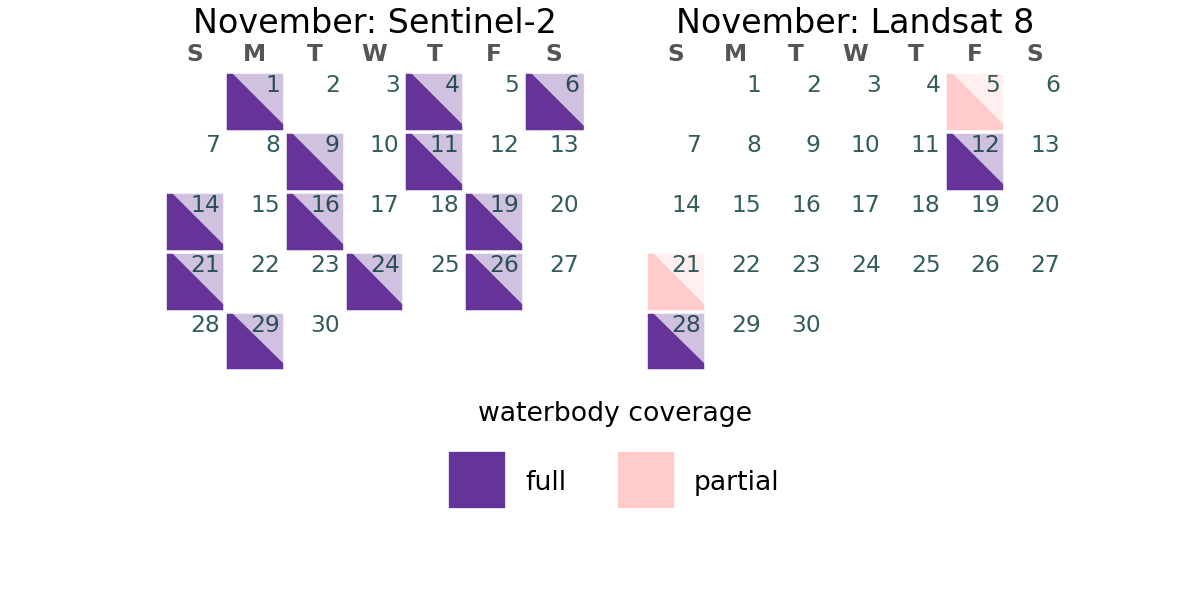 November: Sentinel-2
S M T W T F S
1 2 3 4 5 6
7 8 9 10 11 12 13
14 15 16 17 18 19 20
21 22 23 24 25 26 27
28 29 30
November: Landsat 8
S M T W T F S
1 2 3 4 5 6
7 8 9 10 11 12 13
14 15 16 17 18 19 20
21 22 23 24 25 26 27
28 29 30
waterbody coverage
full
partial